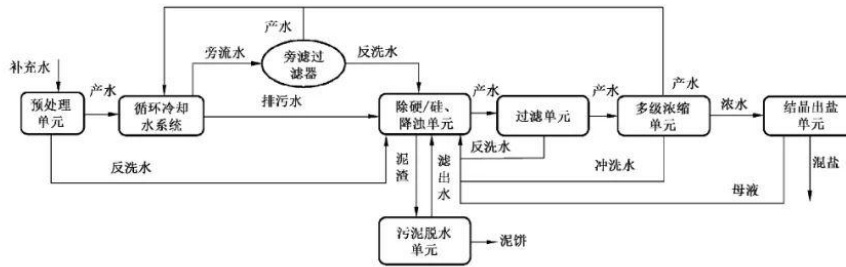 产水
旁流水
旁滤过
滤器
反洗水
补充水
预处理
单元
产水
循环冷却
水系统
排污水
除硬/硅、
降浊单元
产水
过滤单元
产水
多级浓缩
单元
产水
浓水
结晶出盐
单元
反洗水
反洗水
冲洗水
母液
混盐
泥渣
滤出水
污泥脱水
单元
泥饼